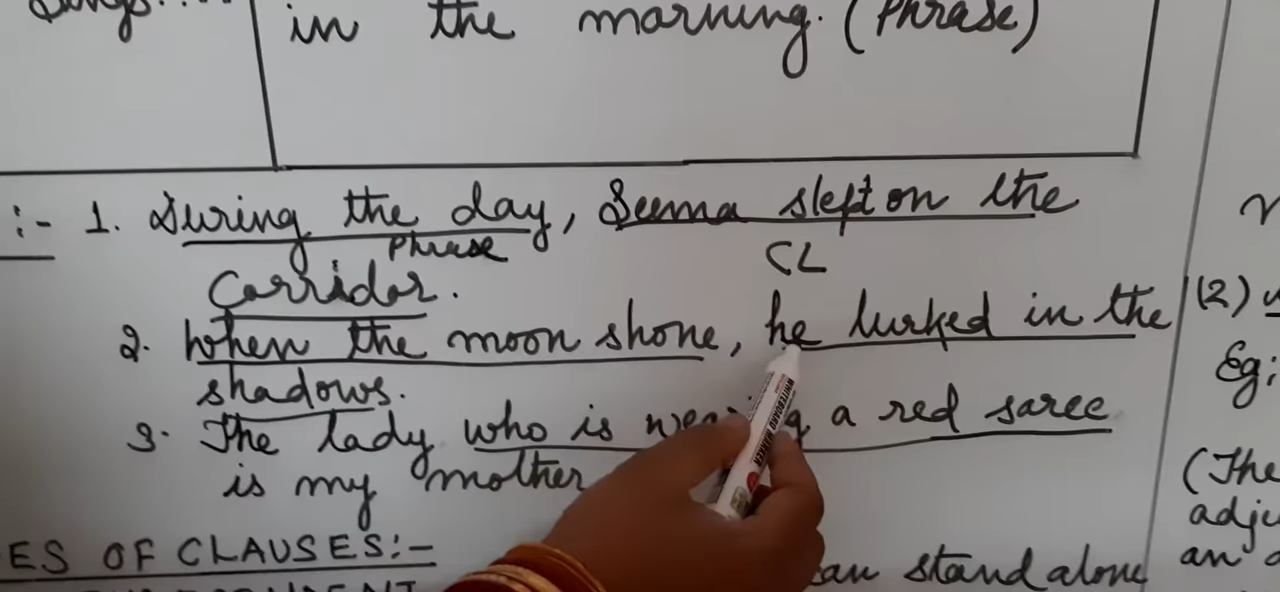 in the morning. (Phrase)
:- 1. During the day, Seema slept on the
Phrase
CL
Corridor.
2. When the moon shone, he lurked in the
shadows.
3. The lady who is a red saree
is my mother
ES OF CLAUSES:-
can stand alone
(2)
Eg:
(The
an
WHITEBOARD MARKER